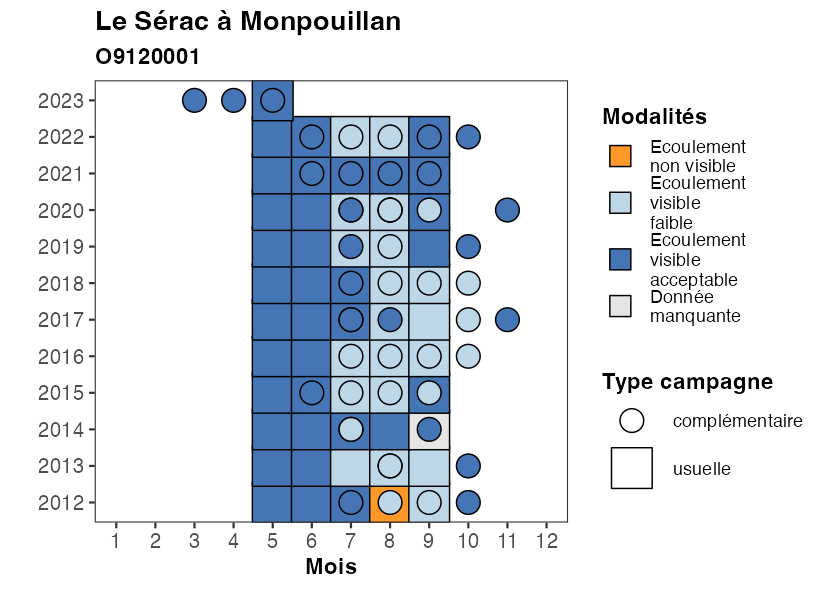 Le Sérac à Monpouillan
O9120001
2023
2022
2021
2020
2019
2018
2017
2016
2015
2014
2013
2012
1 2 3 4 5 6 7 8 9 10 11 12
Mois
Modalités
Ecoulement
non visible
Ecoulement
visible
faible
Ecoulement
visible
acceptable
Donnée
manquante
Type campagne
complémentaire
usuelle